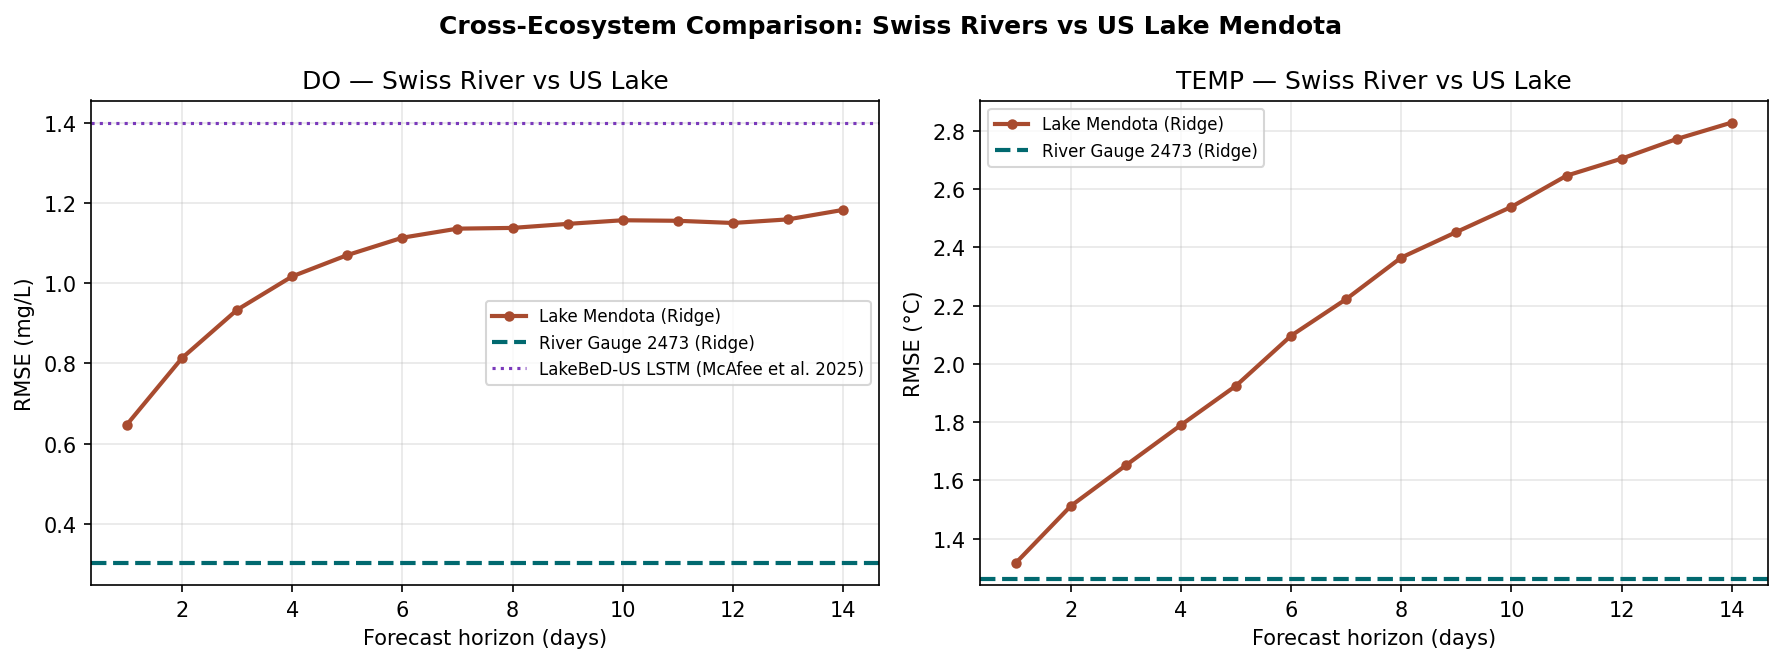 Cross-Ecosystem Comparison: Swiss Rivers vs US Lake Mendota
DO — Swiss River vs US Lake
RMSE (mg/L)
1.4
1.2
1.0
0.8
0.6
0.4
Lake Mendota (Ridge)
River Gauge 2473 (Ridge)
LakeBeD-US LSTM (McAfee et al. 2025)
2 4 6 8 10 12 14
Forecast horizon (days)
TEMP — Swiss River vs US Lake
RMSE (°C)
2.8
2.6
2.4
2.2
2.0
1.8
1.6
1.4
Lake Mendota (Ridge)
River Gauge 2473 (Ridge)
2 4 6 8 10 12 14
Forecast horizon (days)